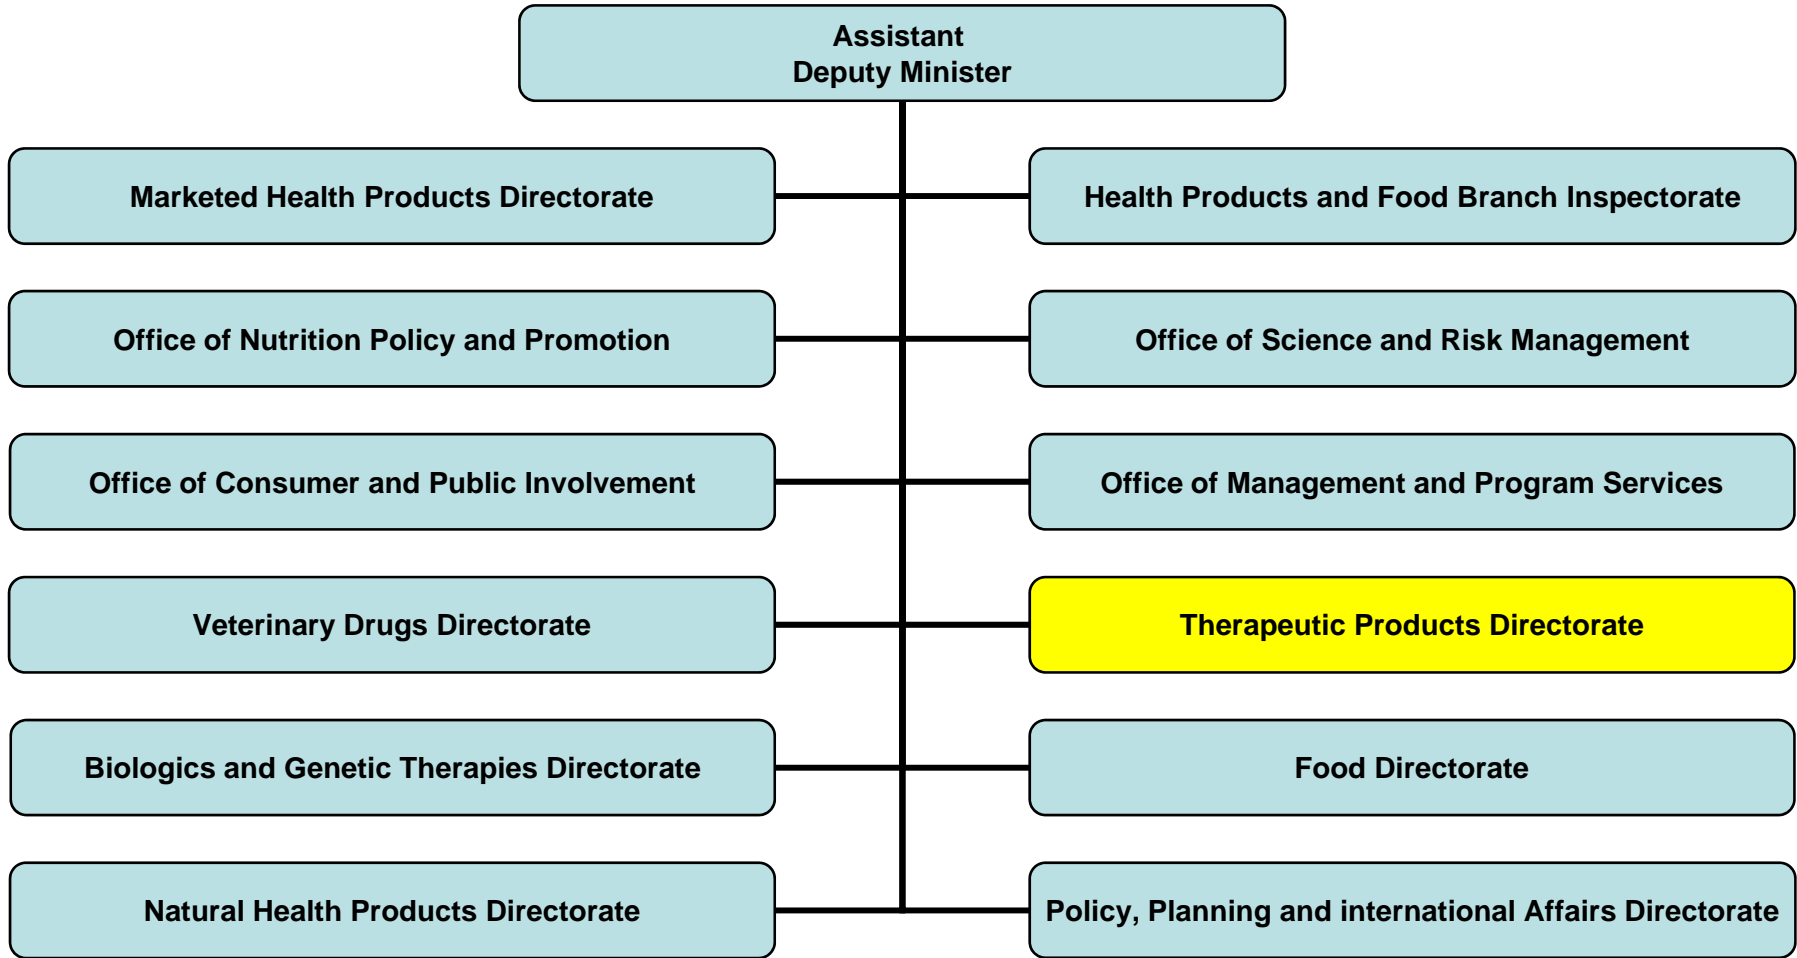 Assistant
Deputy Minister
Marketed Health Products Directorate
Health Products and Food Branch Inspectorate
Office of Nutrition Policy and Promotion
Office of Science and Risk Management
Office of Consumer and Public Involvement
Office of Management and Program Services
Veterinary Drugs Directorate
Therapeutic Products Directorate
Biologics and Genetic Therapies Directorate
Food Directorate
Natural Health Products Directorate
Policy, Planning and international Affairs Directorate